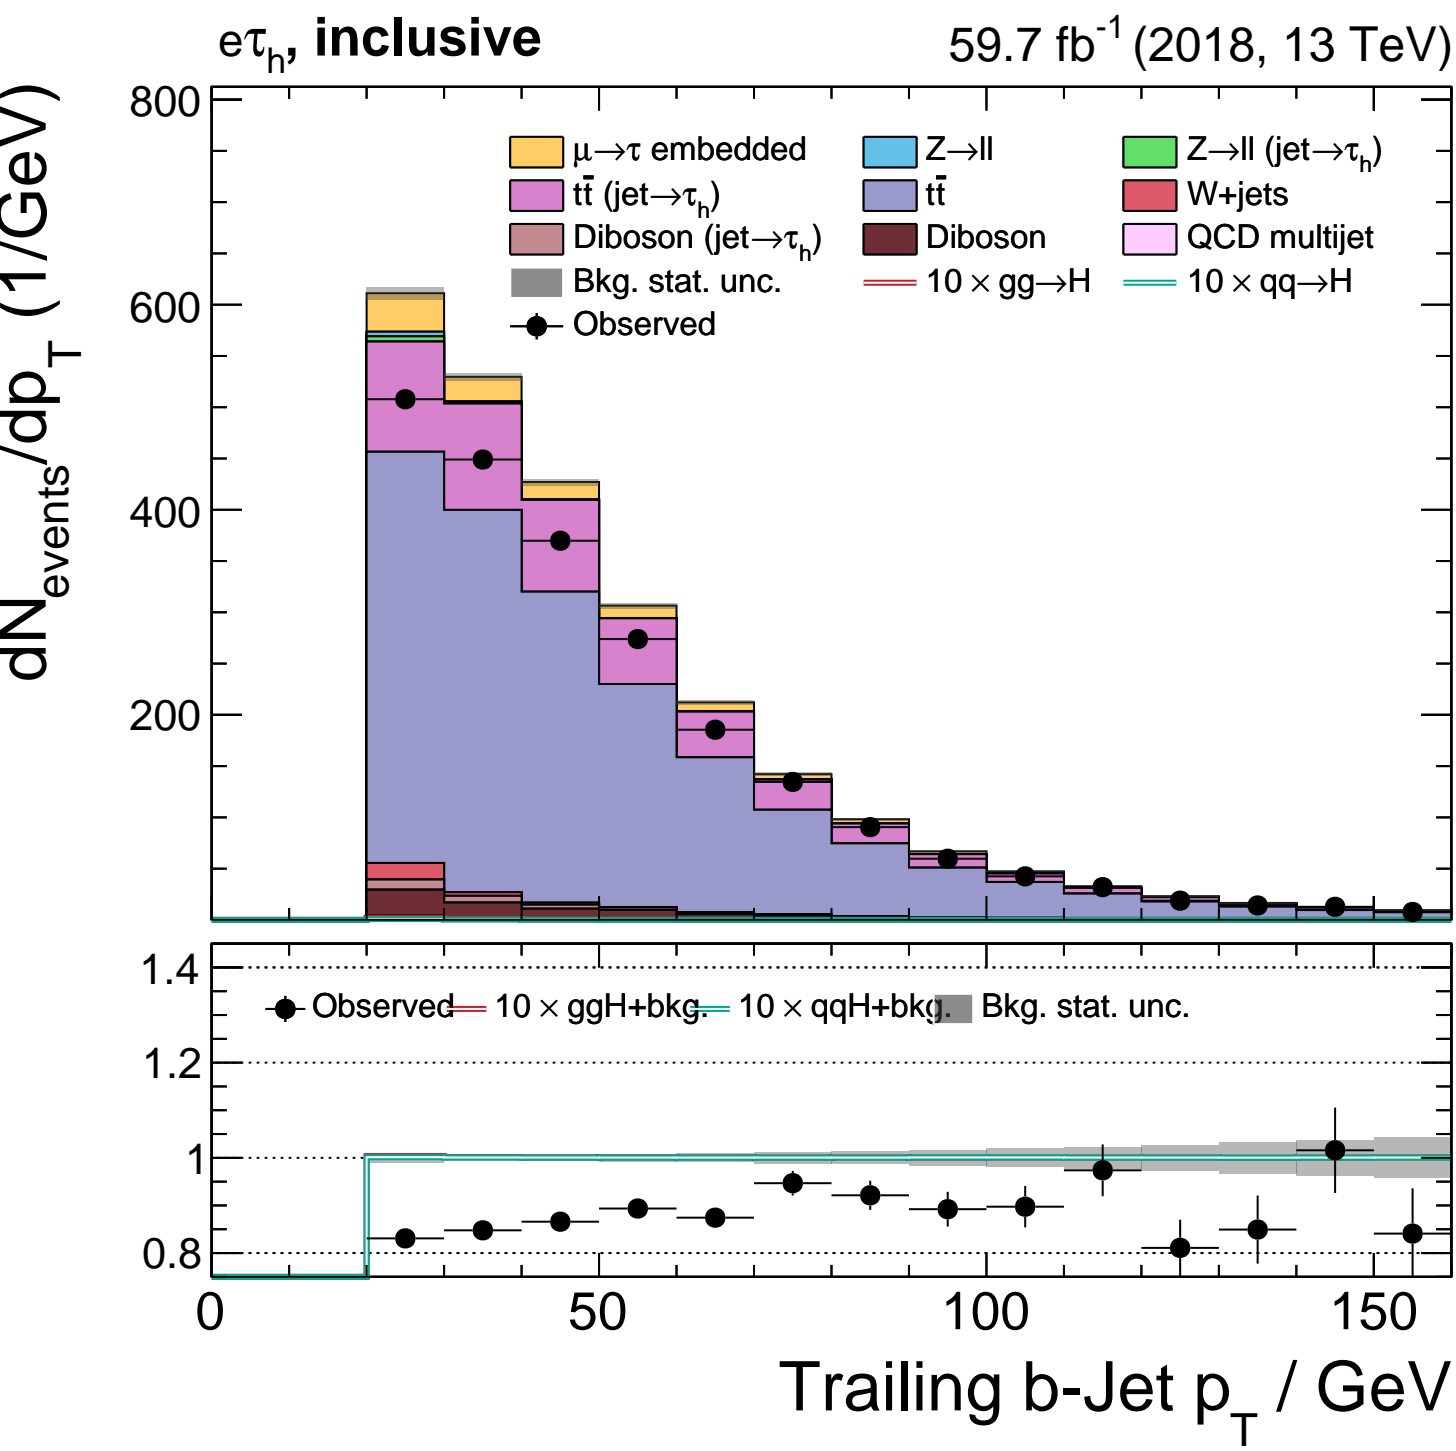 eτh, inclusive 59.7 fb-1 (2018, 13 TeV)
dNevents/dpT (1/GeV)
800
600
400
200
μ→τ embedded Z→ll Z→ll (jet→τh)
tt̄ (jet→τh) tt̄ W+jets
Diboson (jet→τh) Diboson QCD multijet
Bkg. stat. unc. 10 × gg→H 10 × qq→H
Observed
1.4
1.2
1
0.8
Observed 10 × ggH+bkg. 10 × qqH+bkg. Bkg. stat. unc.
0 50 100 150
Trailing b-Jet pT / GeV